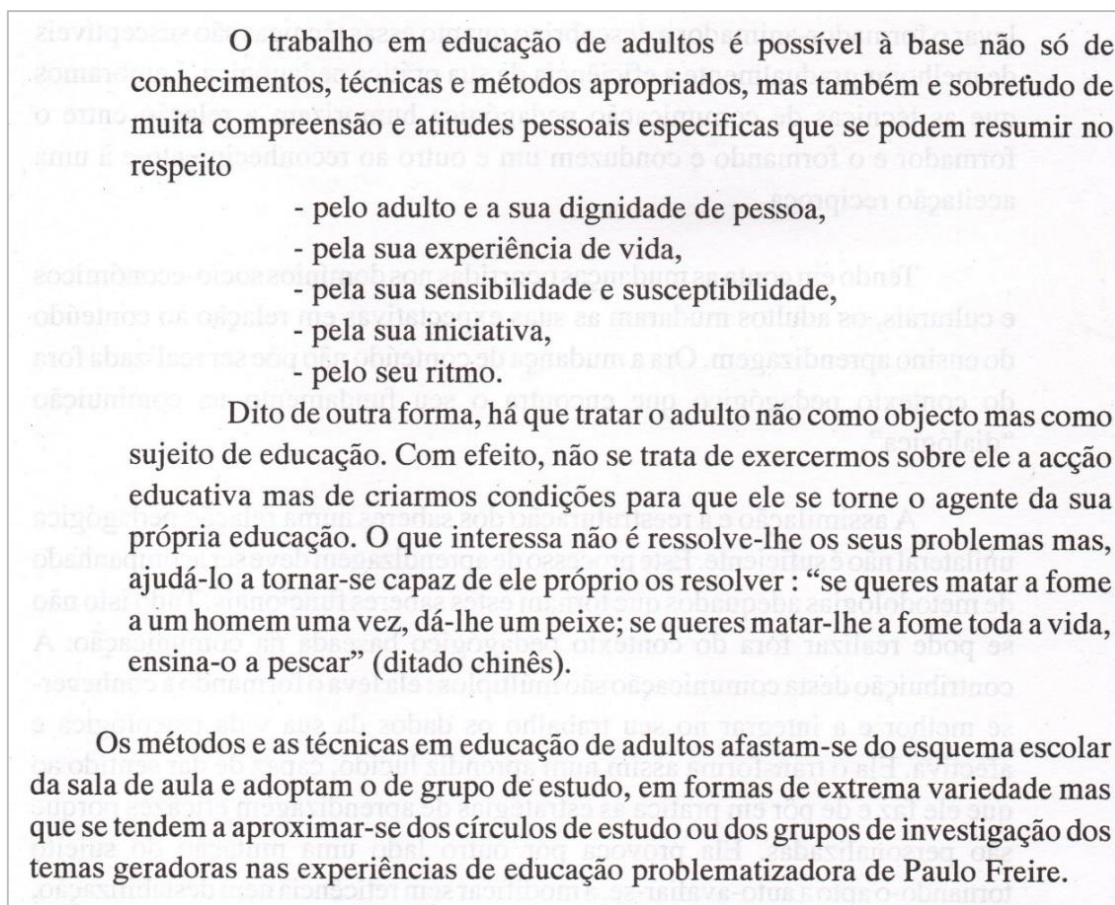 O trabalho em educação de adultos é possível à base não só de
conhecimentos, técnicas e métodos apropriados, mas também e sobretudo de
muita compreensão e atitudes pessoais especificas que se podem resumir no
respeito
- pelo adulto e a sua dignidade de pessoa,
- pela sua experiência de vida,
- pela sua sensibilidade e susceptibilidade,
- pela sua iniciativa,
- pelo seu ritmo.
Dito de outra forma, há que tratar o adulto não como objecto mas como
sujeito de educação. Com efeito, não se trata de exercermos sobre ele a acção
educativa mas de criarmos condições para que ele se torne o agente da sua
própria educação. O que interessa não é ressolve-lhe os seus problemas mas,
ajudá-lo a tornar-se capaz de ele próprio os resolver : “se queres matar a fome
a um homem uma vez, dá-lhe um peixe; se queres matar-lhe a fome toda a vida,
ensina-o a pescar” (ditado chinês).
Os métodos e as técnicas em educação de adultos afastam-se do esquema escolar
da sala de aula e adoptam o de grupo de estudo, em formas de extrema variedade mas
que se tendem a aproximar-se dos círculos de estudo ou dos grupos de investigação dos
temas geradoras nas experiências de educação problematizadora de Paulo Freire.